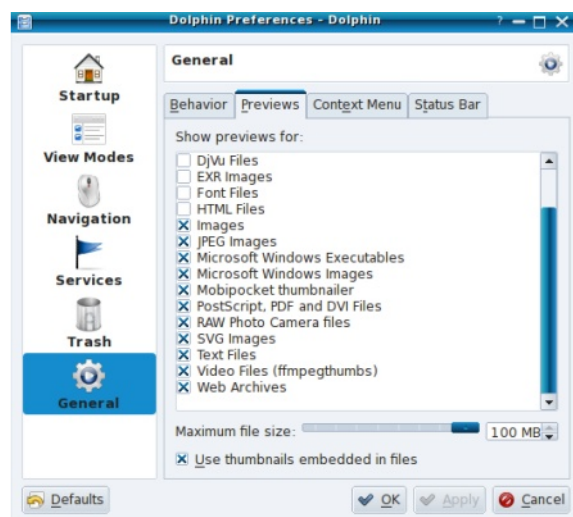 Dolphin Preferences - Dolphin
?
Startup
View Modes
Navigation
Services
Trash
General
General
Behavior Previews Context Menu Status Bar
Show previews for:
DjVu Files
EXR Images
Font Files
HTML Files
Images
JPEG Images
Microsoft Windows Executables
Microsoft Windows Images
Mobipocket thumbnailer
PostScript, PDF and DVI Files
RAW Photo Camera files
SVG Images
Text Files
Video Files (ffmpegthumbs)
Web Archives
Maximum file size: 100 MB
Use thumbnails embedded in files
Defaults OK Apply Cancel